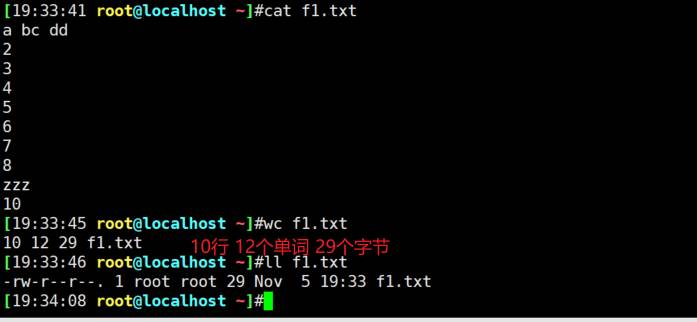 [19:33:41 root@localhost ~]#cat f1.txt
a bc dd
2
3
4
5
6
7
8
zzz
10
[19:33:45 root@localhost ~]#wc f1.txt
10 12 29 f1.txt 10行 12个单词 29个字节
[19:33:46 root@localhost ~]#ll f1.txt
-rw-r--r--. 1 root root 29 Nov  5 19:33 f1.txt
[19:34:08 root@localhost ~]#